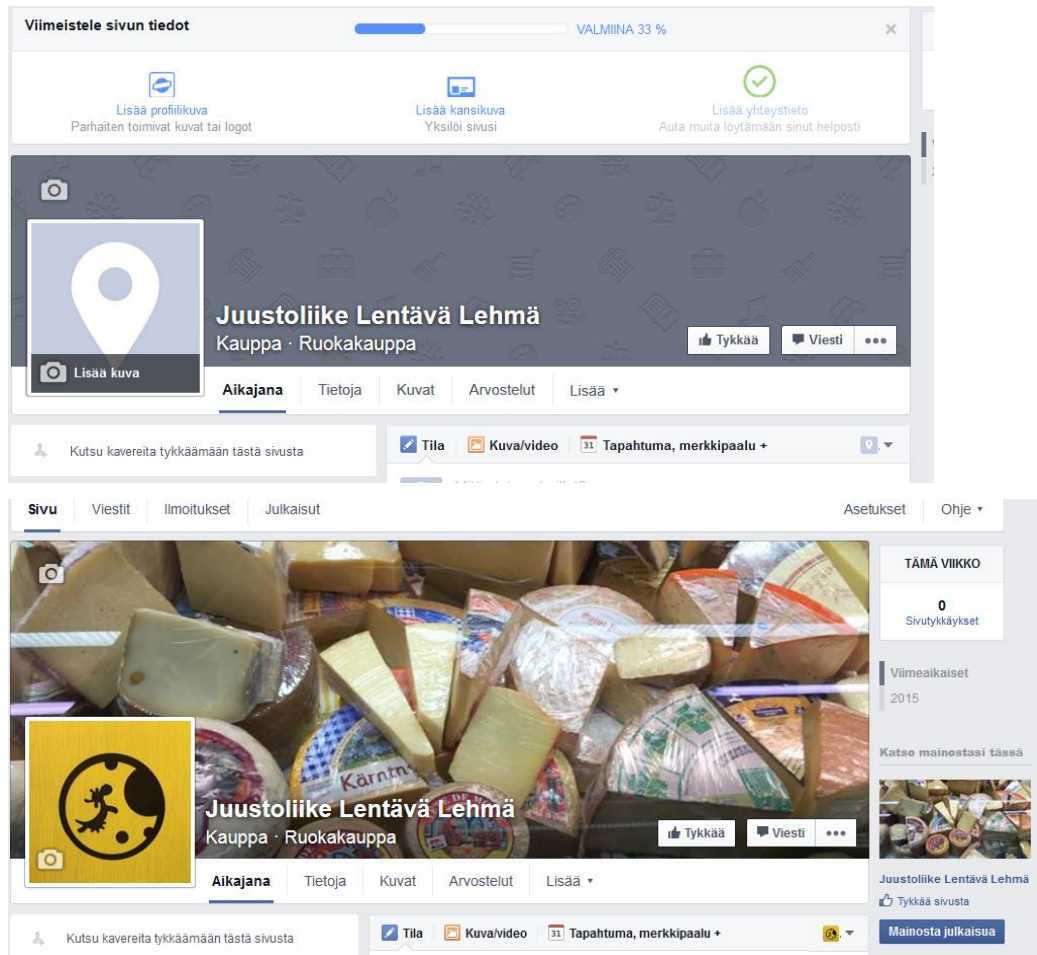 Viimeistele sivun tiedot
VALMIINA 33 %
Lisää profiilikuva
Parhaiten toimivat kuvat tai logot
Lisää kansikuva
Yksilöi sivusi
Lisää yhteystieto
Auta muita löytämään sinut helposti
Juustoliike Lentävä Lehmä
Kauppa · Ruokakauppa
Tykkää
Viesti
Lisää kuva
Aikajana
Tietoja
Kuvat
Arvostelut
Lisää
Kutsu kavereita tykkäämään tästä sivusta
Tila
Kuva/video
31
Tapahtuma, merkkipaalu +
Sivu
Viestit
Ilmoitukset
Julkaisut
Asetukset
Ohje
TÄMÄ VIIKKO
0
Sivutykkäykset
Viimeaikaiset
2015
Katso mainostasi tässä
Juustoliike Lentävä Lehmä
Kauppa · Ruokakauppa
Tykkää
Viesti
Juustoliike Lentävä Lehmä
Tykkää sivusta
Mainosta julkaisua
Aikajana
Tietoja
Kuvat
Arvostelut
Lisää
Kutsu kavereita tykkäämään tästä sivusta
Tila
Kuva/video
31
Tapahtuma, merkkipaalu +